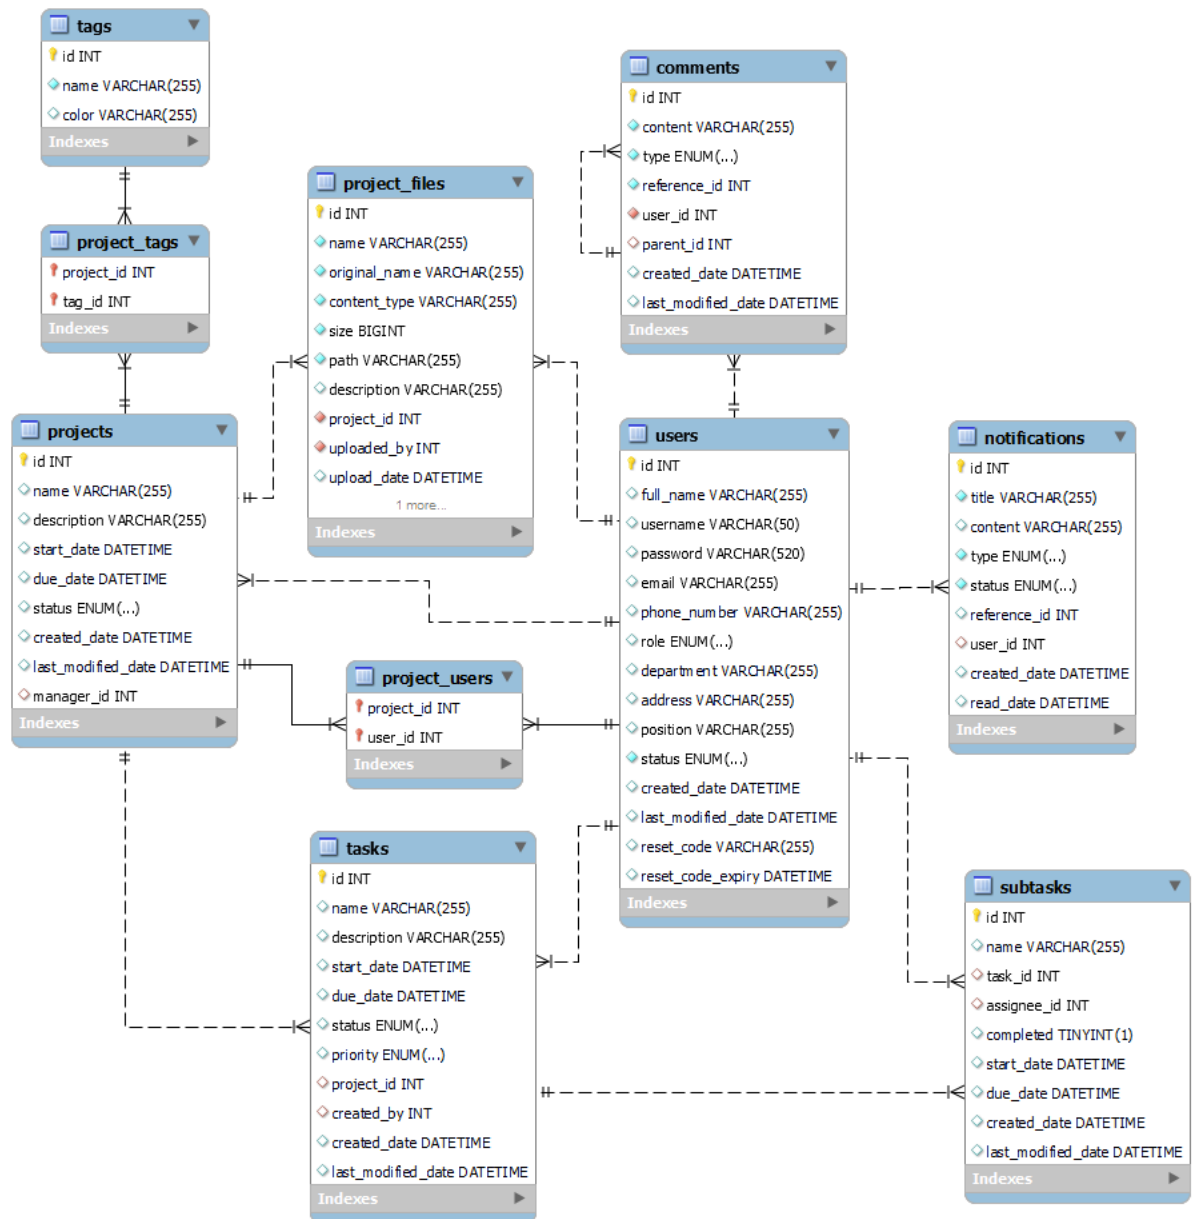 tags
id INT
name VARCHAR(255)
color VARCHAR(255)
Indexes
project_tags
project_id INT
tag_id INT
Indexes
projects
id INT
name VARCHAR(255)
description VARCHAR(255)
start_date DATETIME
due_date DATETIME
status ENUM(...)
created_date DATETIME
last_modified_date DATETIME
manager_id INT
Indexes
project_files
id INT
name VARCHAR(255)
original_name VARCHAR(255)
content_type VARCHAR(255)
size BIGINT
path VARCHAR(255)
description VARCHAR(255)
project_id INT
uploaded_by INT
upload_date DATETIME
1 more...
Indexes
project_users
project_id INT
user_id INT
Indexes
tasks
id INT
name VARCHAR(255)
description VARCHAR(255)
start_date DATETIME
due_date DATETIME
status ENUM(...)
priority ENUM(...)
project_id INT
created_by INT
created_date DATETIME
last_modified_date DATETIME
Indexes
comments
id INT
content VARCHAR(255)
type ENUM(...)
reference_id INT
user_id INT
parent_id INT
created_date DATETIME
last_modified_date DATETIME
Indexes
users
id INT
full_name VARCHAR(255)
username VARCHAR(50)
password VARCHAR(520)
email VARCHAR(255)
phone_number VARCHAR(255)
role ENUM(...)
department VARCHAR(255)
address VARCHAR(255)
position VARCHAR(255)
status ENUM(...)
created_date DATETIME
last_modified_date DATETIME
reset_code VARCHAR(255)
reset_code_expiry DATETIME
Indexes
notifications
id INT
title VARCHAR(255)
content VARCHAR(255)
type ENUM(...)
status ENUM(...)
reference_id INT
user_id INT
created_date DATETIME
read_date DATETIME
Indexes
subtasks
id INT
name VARCHAR(255)
task_id INT
assignee_id INT
completed TINYINT(1)
start_date DATETIME
due_date DATETIME
created_date DATETIME
last_modified_date DATETIME
Indexes